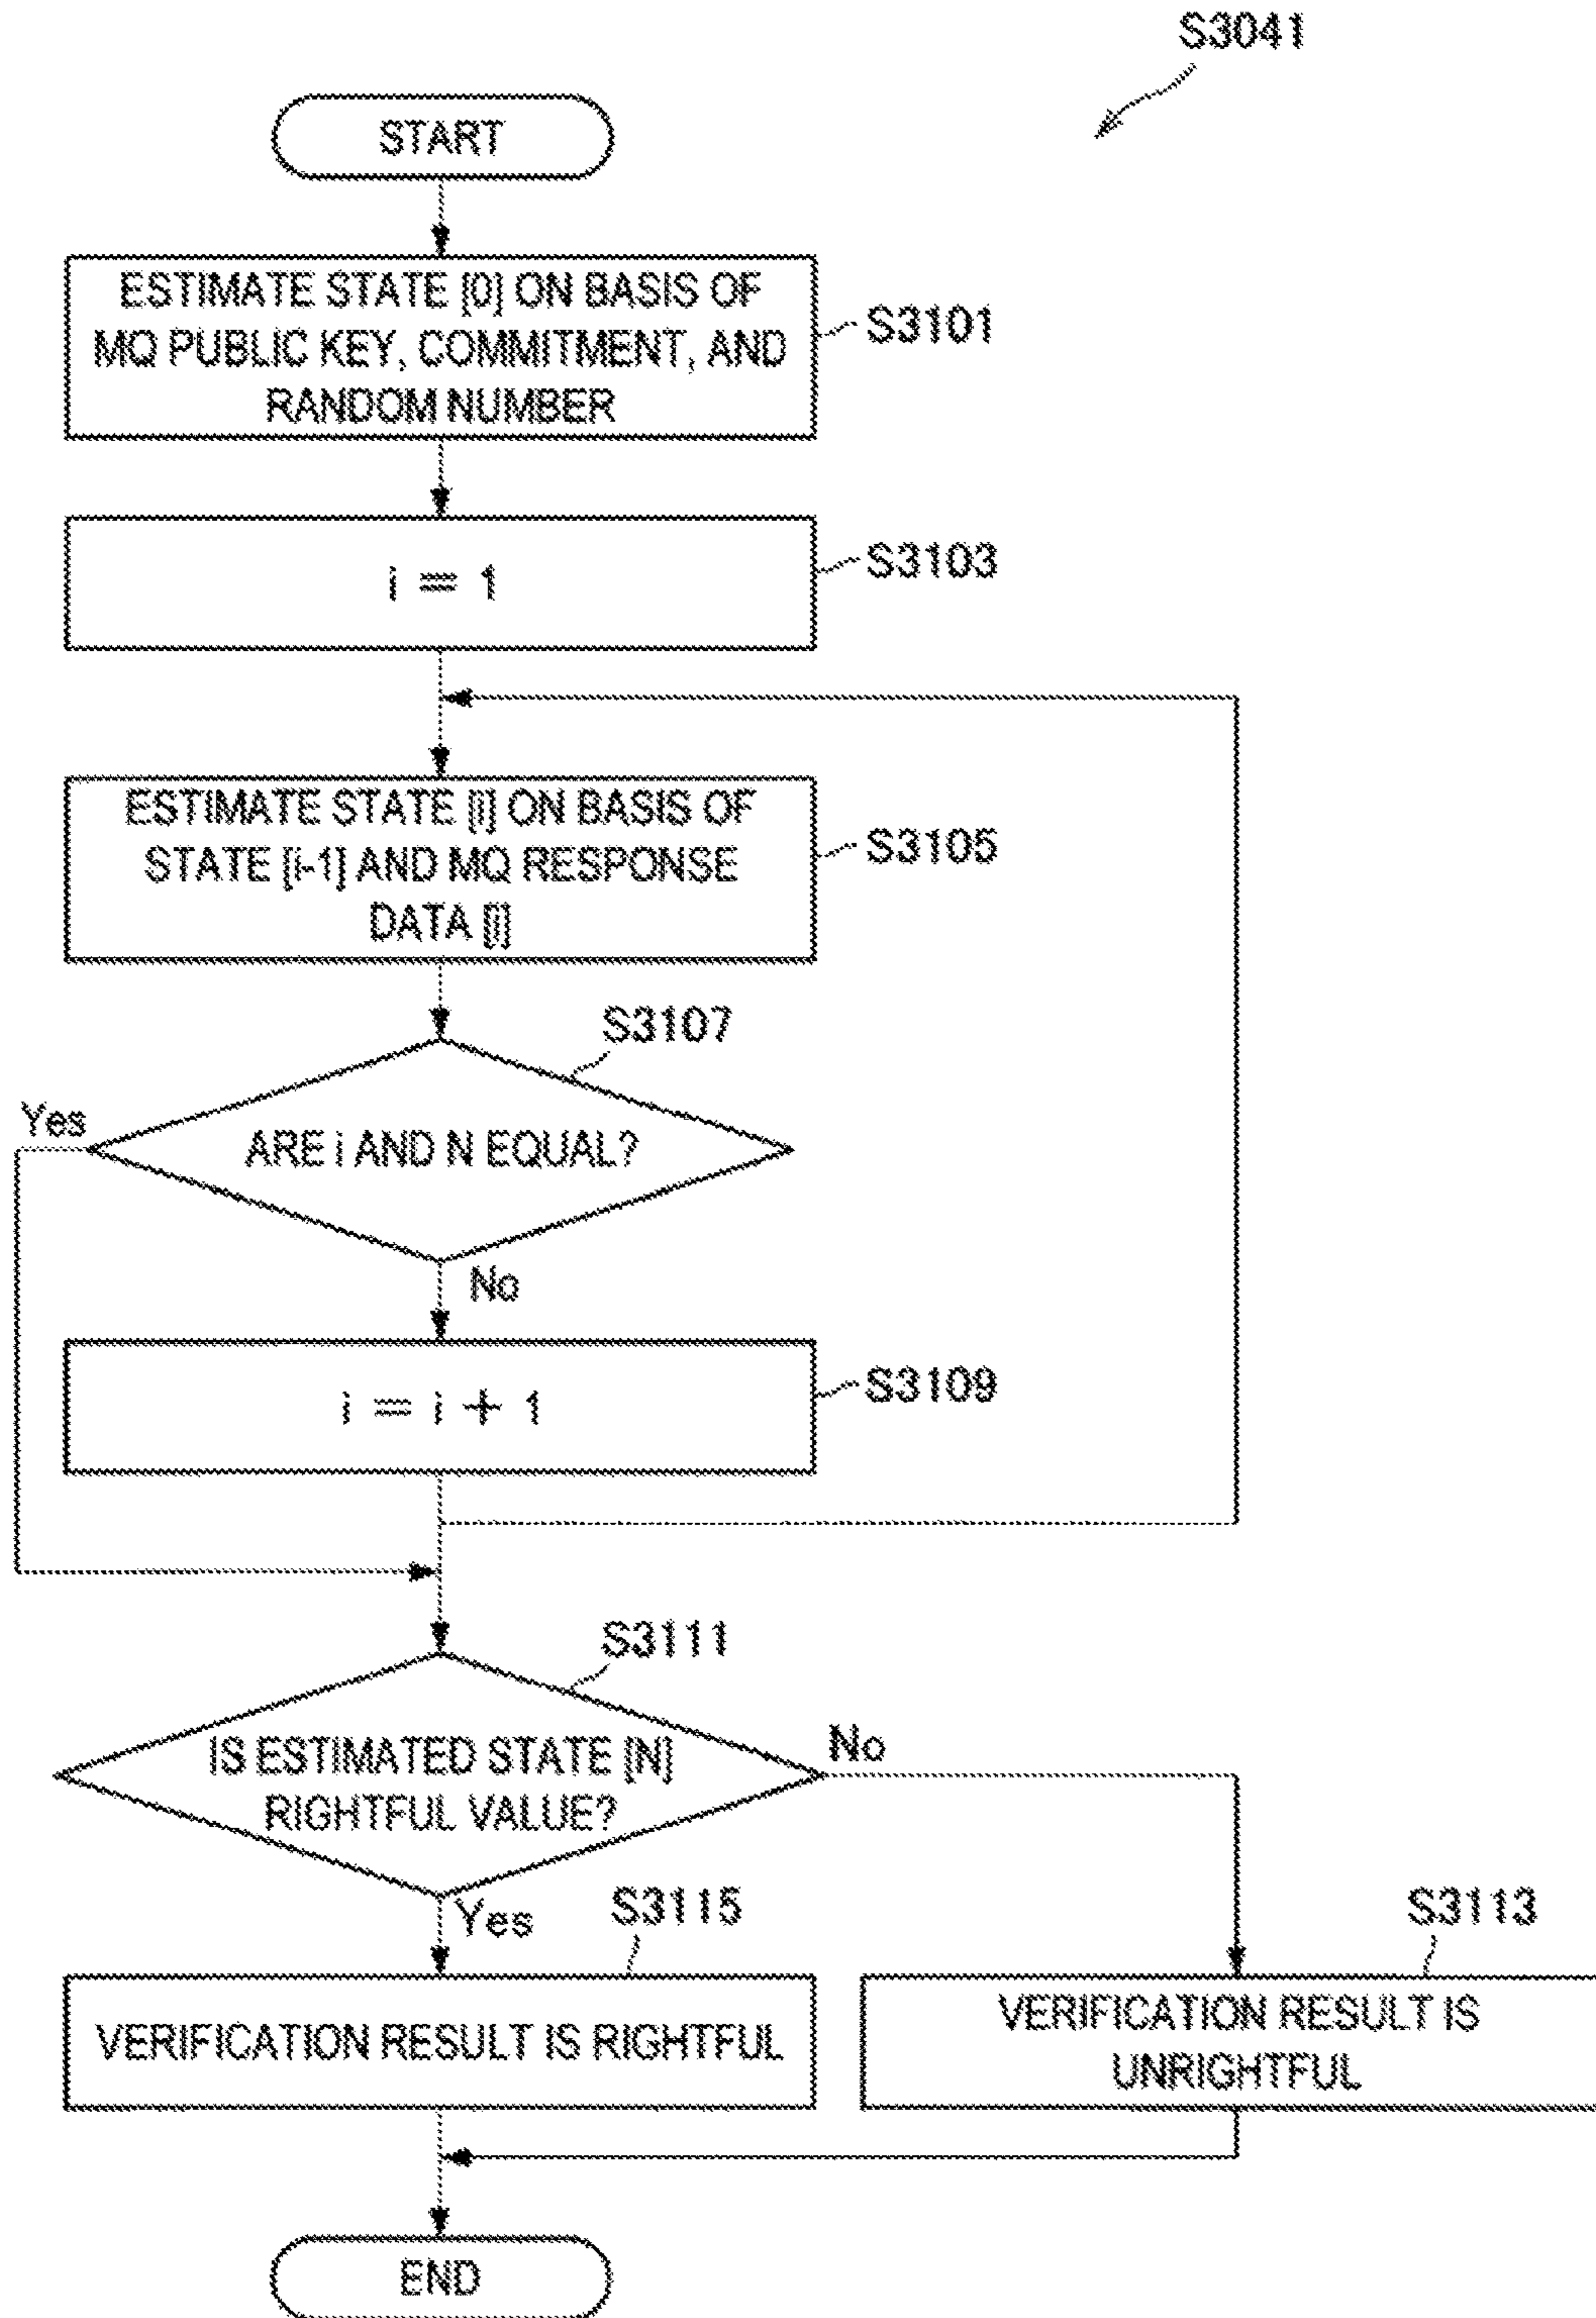 S3041
START
ESTIMATE STATE [0] ON BASIS OF
MQ PUBLIC KEY, COMMITMENT, AND
RANDOM NUMBER
S3101
i = 1
S3103
ESTIMATE STATE [i] ON BASIS OF
STATE [i-1] AND MQ RESPONSE
DATA [i]
S3105
S3107
Yes
ARE i AND N EQUAL?
No
i = i + 1
S3109
S3111
IS ESTIMATED STATE [N]
RIGHTFUL VALUE?
No
Yes
S3115
S3113
VERIFICATION RESULT IS RIGHTFUL
VERIFICATION RESULT IS
UNRIGHTFUL
END